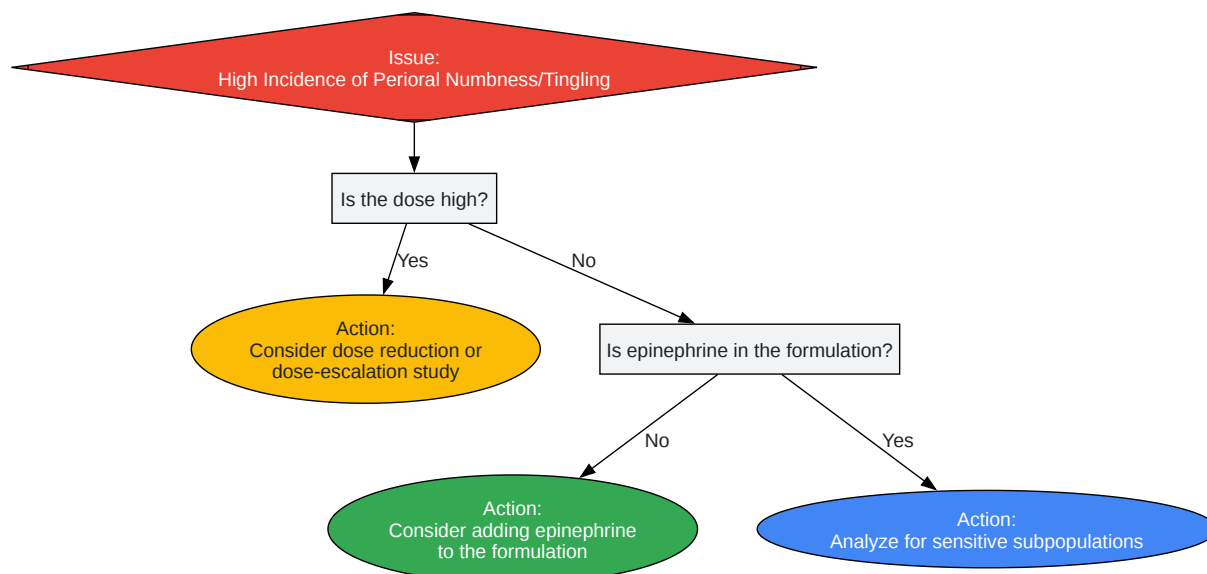 Issue:
High Incidence of Perioral Numbness/Tingling
Is the dose high?
Yes
No
Action:
Consider dose reduction or
dose-escalation study
Is epinephrine in the formulation?
No
Yes
Action:
Consider adding epinephrine
to the formulation
Action:
Analyze for sensitive subpopulations